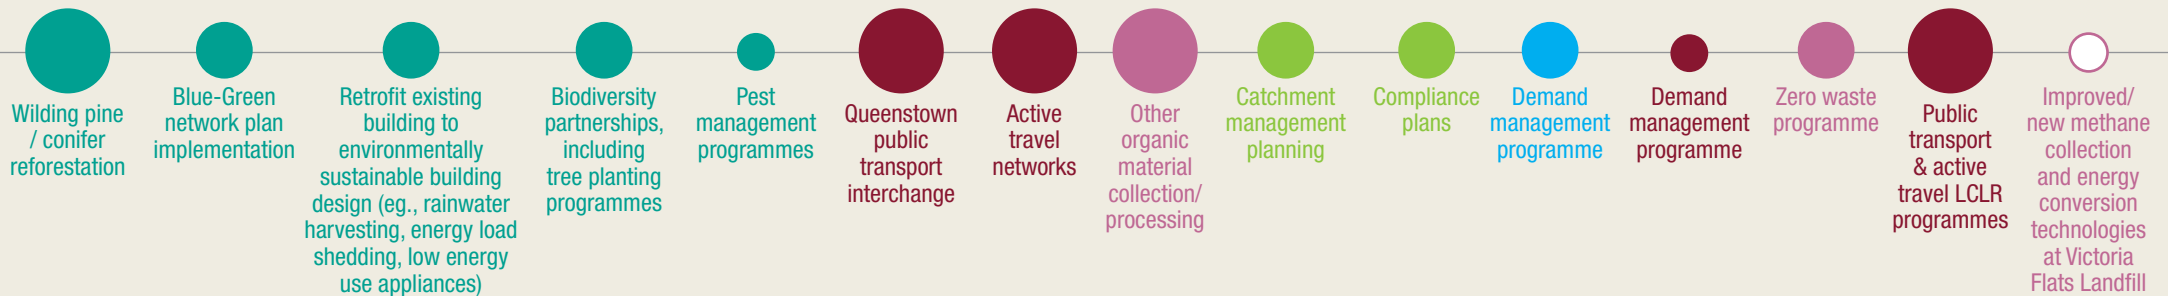 Wilding pine
/ conifer
reforestation
Blue-Green
network plan
implementation
Retrofit existing
building to
environmentally
sustainable building
design (eg., rainwater
harvesting, energy load
shedding, low energy
use appliances)
Biodiversity
partnerships,
including
tree planting
programmes
Pest
management
programmes
Queenstown
public
transport
interchange
Active
travel
networks
Other
organic
material
collection/
processing
Catchment
management
planning
Compliance
plans
Demand
management
programme
Demand
management
programme
Zero waste
programme
Public
transport
& active
travel LCLR
programmes
Improved/
new methane
collection
and energy
conversion
technologies
at Victoria
Flats Landfill